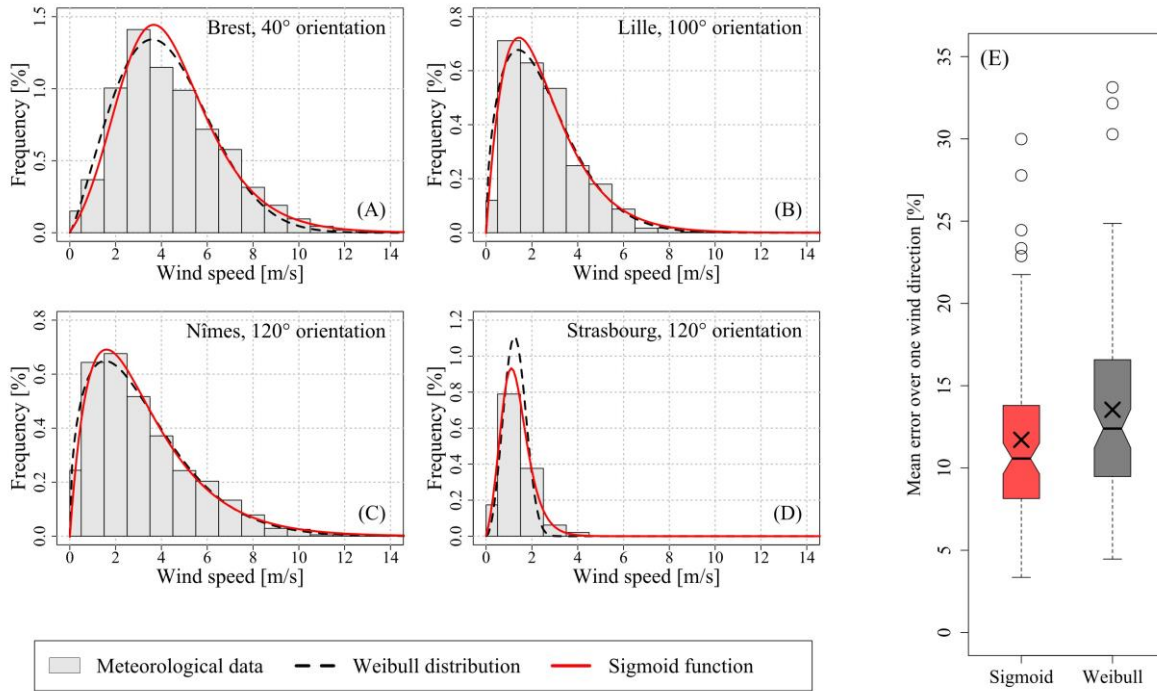 Brest, 40° orientation
(A)
Frequency [%]
0.0 0.5 1.0 1.5
0 2 4 6 8 10 12 14
Wind speed [m/s]
Lille, 100° orientation
(B)
Frequency [%]
0.0 0.2 0.4 0.6 0.8
0 2 4 6 8 10 12 14
Wind speed [m/s]
Nîmes, 120° orientation
(C)
Frequency [%]
0.0 0.2 0.4 0.6 0.8
0 2 4 6 8 10 12 14
Wind speed [m/s]
Strasbourg, 120° orientation
(D)
Frequency [%]
0.0 0.2 0.4 0.6 0.8 1.0 1.2
0 2 4 6 8 10 12 14
Wind speed [m/s]
Meteorological data Weibull distribution Sigmoid function
(E)
Mean error over one wind direction [%]
0 5 10 15 20 25 30 35
Sigmoid Weibull